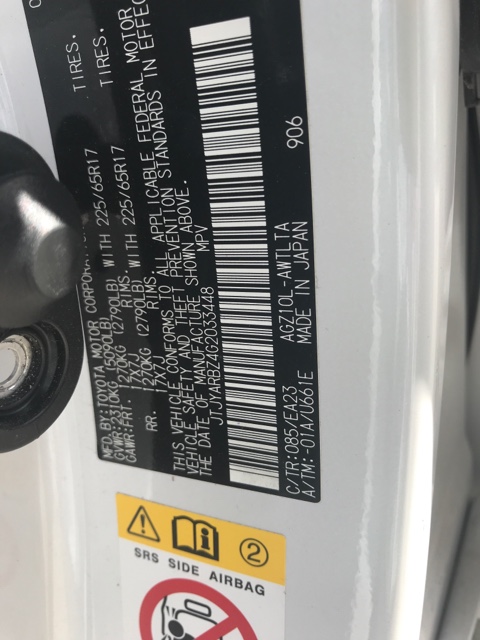 MFD.BY:TOYOTA MOTOR CORPORAT
GVWR:2310KG (5090LB)
GAWR:FRT. 1270KG (2790LB) WITH 225/65R17 TIRES.
17X7J RIMS,
RR. 1270KG (2790LB) WITH 225/65R17 TIRES.
17X7J RIMS.
THIS VEHICLE CONFORMS TO ALL APPLICABLE FEDERAL MOTOR
VEHICLE SAFETY AND THEFT PREVENTION STANDARDS IN EFFEC
THE DATE OF MANUFACTURE SHOWN ABOVE.
JTJYARBZ4G2033448 MPV
C/TR:085/EA23 AGZ10L-AWTLTA
A/TM:-01A/U661E MADE IN JAPAN 906
SRS SIDE AIRBAG
2